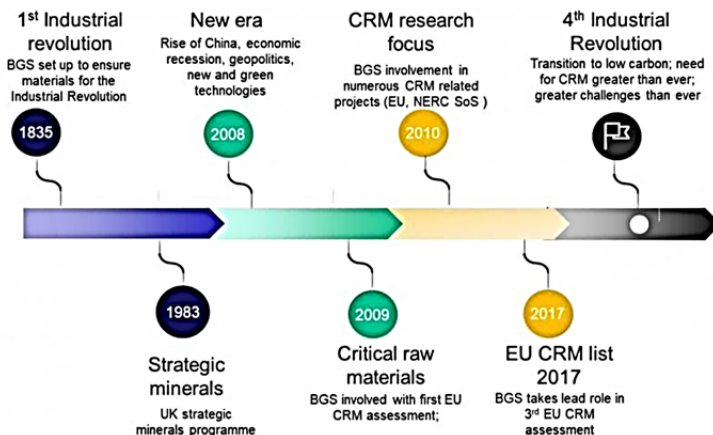 1st Industrial
revolution
BGS set up to ensure
materials for the
Industrial Revolution
1835
New era
Rise of China, economic
recession, geopolitics,
new and green
technologies
2008
CRM research
focus
BGS involvement in
numerous CRM related
projects (EU, NERC SoS )
2010
4th Industrial
Revolution
Transition to low carbon; need
for CRM greater than ever;
greater challenges than ever
1983
Strategic
minerals
UK strategic
minerals programme
2009
Critical raw
materials
BGS involved with first EU
CRM assessment;
2017
EU CRM list
2017
BGS takes lead role in
3rd EU CRM
assessment